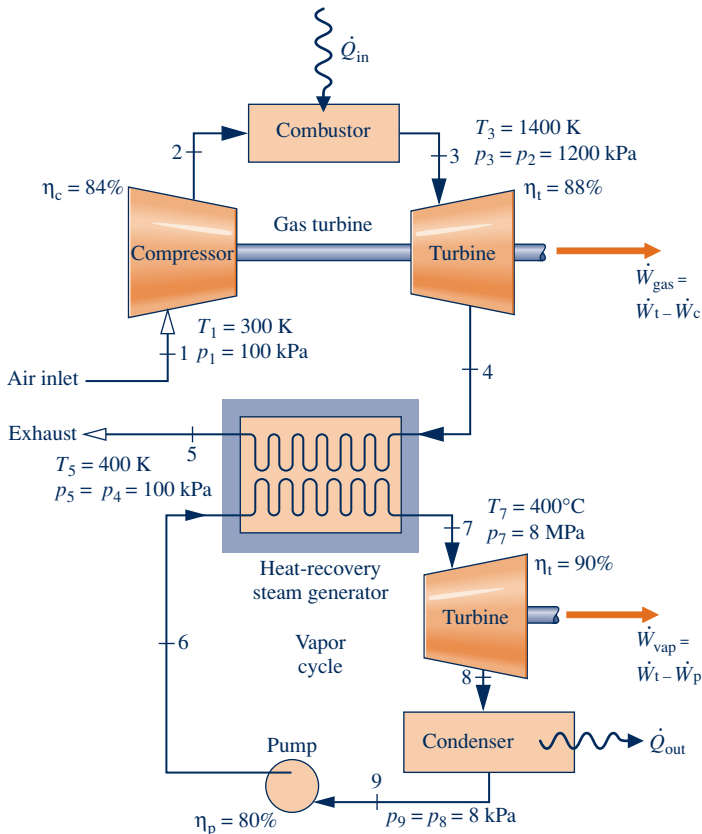 Q̇in
Combustor
2
3
T3 = 1400 K
p3 = p2 = 1200 kPa
ηc = 84%
ηt = 88%
Gas turbine
Compressor
Turbine
Ẇgas =
Ẇt – Ẇc
T1 = 300 K
1
p1 = 100 kPa
Air inlet
4
Exhaust
5
T5 = 400 K
p5 = p4 = 100 kPa
T7 = 400°C
7
p7 = 8 MPa
ηt = 90%
Heat-recovery
steam generator
Turbine
6
Vapor
cycle
Ẇvap =
Ẇt – Ẇp
8
Condenser
Q̇out
Pump
9
p9 = p8 = 8 kPa
ηp = 80%